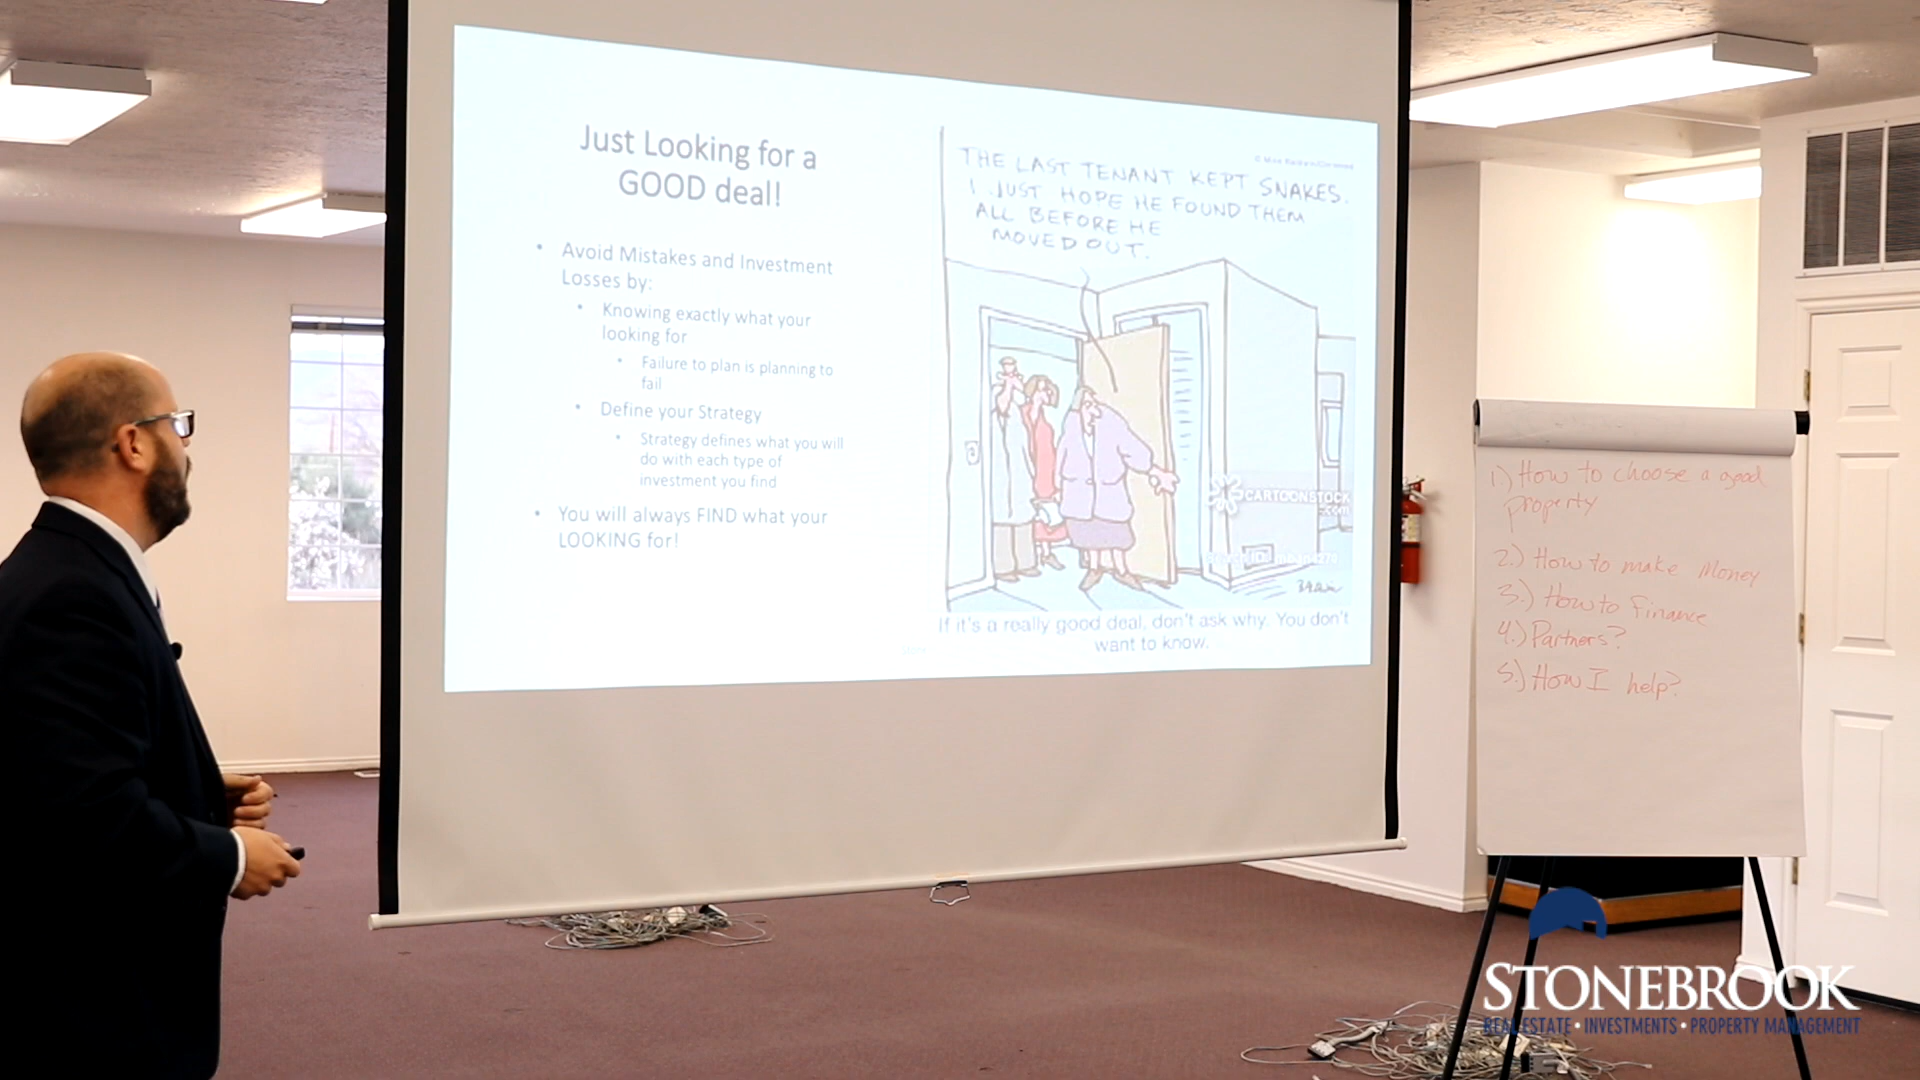 Just Looking for a
GOOD deal!
• Avoid Mistakes and Investment
Losses by:
• Knowing exactly what your
looking for
• Failure to plan is planning to
fail
• Define your Strategy
• Strategy defines what you will
do with each type of
investment you find
• You will always FIND what your
LOOKING for!
THE LAST TENANT KEPT SNAKES.
I JUST HOPE HE FOUND THEM
ALL BEFORE HE
MOVED OUT.
CARTOONSTOCK
.com
If it's a really good deal, don't ask why. You don't
want to know.
1.) How to choose a good
property
2.) How to make Money
3.) How to Finance
4.) Partners?
5.) How I help?
STONEBROOK
REAL ESTATE • INVESTMENTS • PROPERTY MANAGEMENT